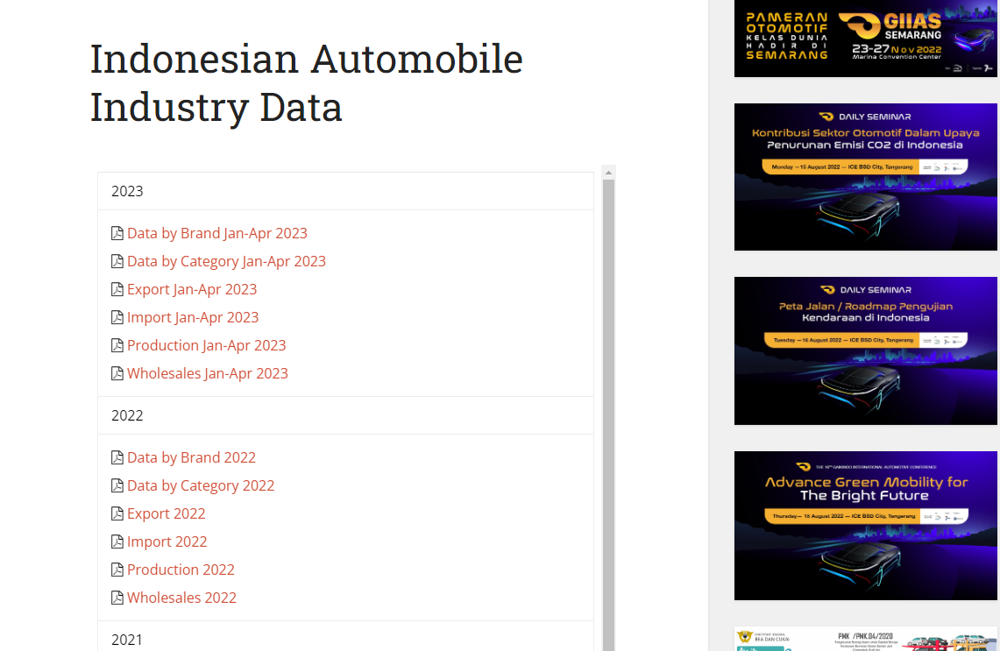 Indonesian Automobile
Industry Data
2023
Data by Brand Jan-Apr 2023
Data by Category Jan-Apr 2023
Export Jan-Apr 2023
Import Jan-Apr 2023
Production Jan-Apr 2023
Wholesales Jan-Apr 2023
2022
Data by Brand 2022
Data by Category 2022
Export 2022
Import 2022
Production 2022
Wholesales 2022
2021
PAMERAN
OTOMOTIF
KELAS DUNIA
HADIR DI
SEMARANG
GIIAS
SEMARANG
23-27 Nov 2022
Marina Convention Center
DAILY SEMINAR
Kontribusi Sektor Otomotif Dalam Upaya
Penurunan Emisi CO2 di Indonesia
Monday — 15 August 2022 — ICE BSD City, Tangerang
DAILY SEMINAR
Peta Jalan / Roadmap Pengujian
Kendaraan di Indonesia
Tuesday — 16 August 2022 — ICE BSD City, Tangerang
THE 16TH GAIKINDO INTERNATIONAL AUTOMOTIVE CONFERENCE
Advance Green Mobility for
The Bright Future
Thursday — 18 August 2022 — ICE BSD City, Tangerang
BEA DAN CUKAI
PMK /PMK.04/2020